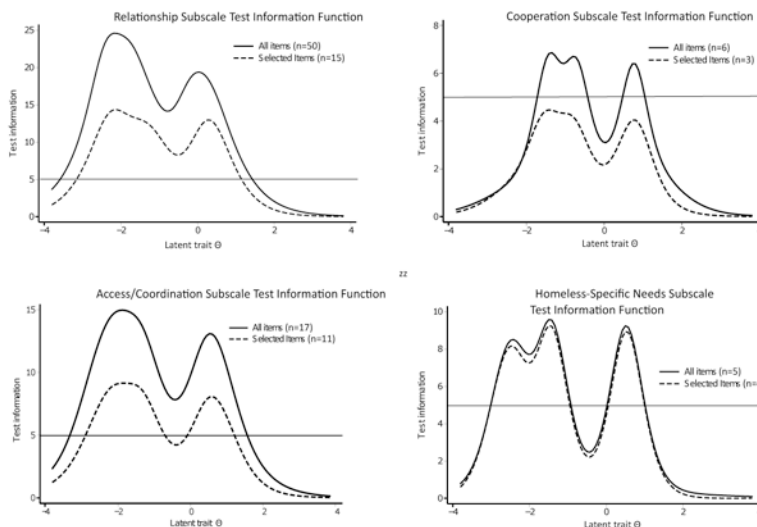 Relationship Subscale Test Information Function
25
20
15
10
5
0
Test information
All items (n=50)
Selected Items (n=15)
−4
−2
0
2
4
Latent trait Θ
Cooperation Subscale Test Information Function
8
6
4
2
0
Test information
All items (n=6)
Selected Items (n=3)
−4
−2
0
2
Latent trait Θ
zz
Access/Coordination Subscale Test Information Function
15
10
5
0
Test information
All items (n=17)
Selected Items (n=11)
−4
−2
0
2
4
Latent trait Θ
Homeless-Specific Needs Subscale
Test Information Function
10
8
6
4
2
0
Test information
All items (n=5)
Selected Items (n=
−4
−2
0
2
Latent trait Θ